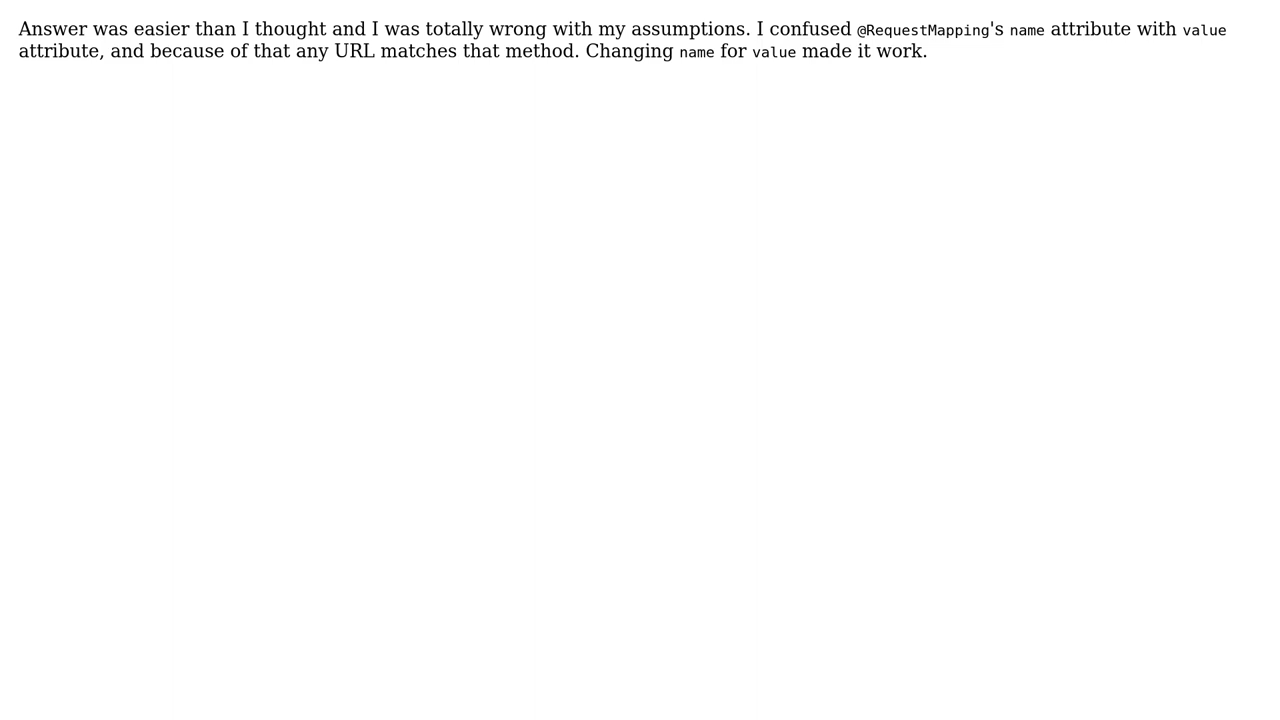 Answer was easier than I thought and I was totally wrong with my assumptions. I confused @RequestMapping's name attribute with value
attribute, and because of that any URL matches that method. Changing name for value made it work.